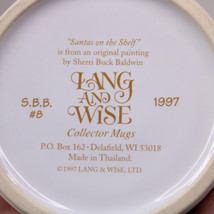 "Santas on the Shelf"
is from an original painting
by Sherri Buck Baldwin
LANG
AND
WISE
S.B.B.
#8
1997
Collector Mugs
P.O. Box 162 • Delafield, WI 53018
Made in Thailand.
©1997 LANG & WISE, LTD.